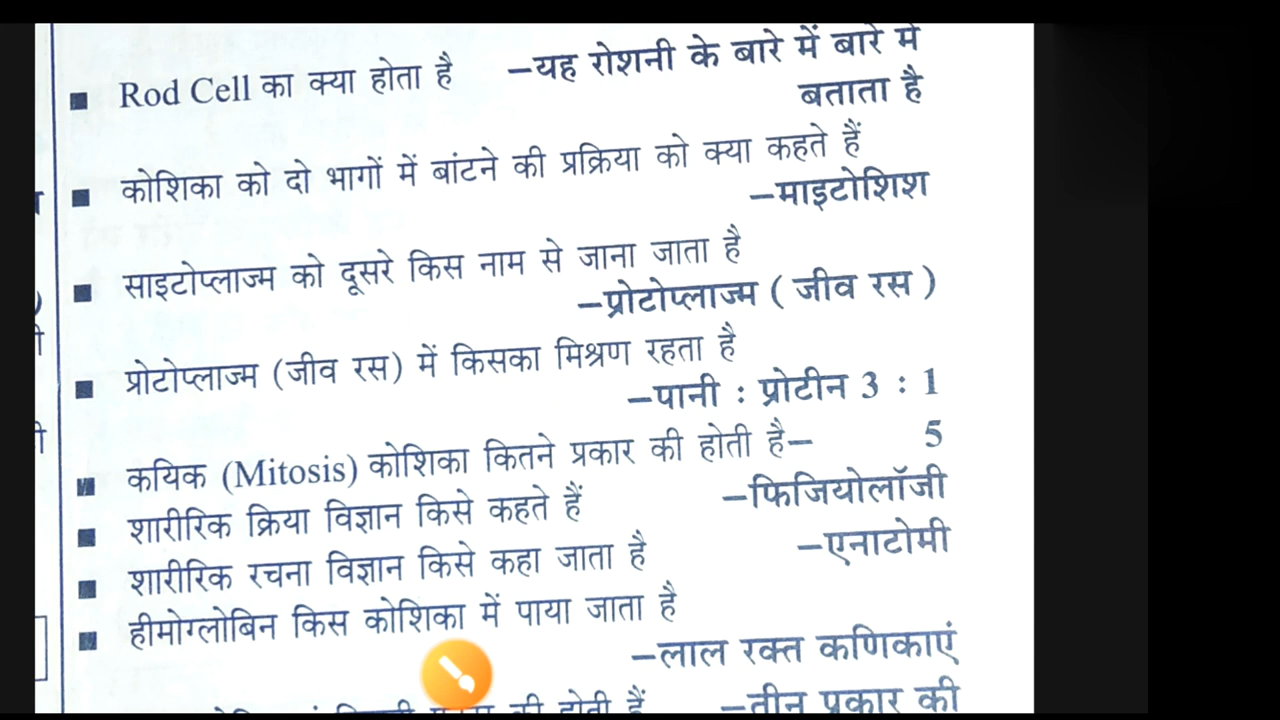 ■ Rod Cell का क्या होता है –यह रोशनी के बारे में बारे में
बताता है
■ कोशिका को दो भागों में बांटने की प्रक्रिया को क्या कहते हैं
–माइटोशिश
■ साइटोप्लाज्म को दूसरे किस नाम से जाना जाता है
–प्रोटोप्लाज्म ( जीव रस )
■ प्रोटोप्लाज्म (जीव रस) में किसका मिश्रण रहता है
–पानी : प्रोटीन 3 : 1
■ कयिक (Mitosis) कोशिका कितने प्रकार की होती है– 5
■ शारीरिक क्रिया विज्ञान किसे कहते हैं –फिजियोलॉजी
■ शारीरिक रचना विज्ञान किसे कहा जाता है –एनाटोमी
■ हीमोग्लोबिन किस कोशिका में पाया जाता है
–लाल रक्त कणिकाएं
की होती हैं –तीन प्रकार की